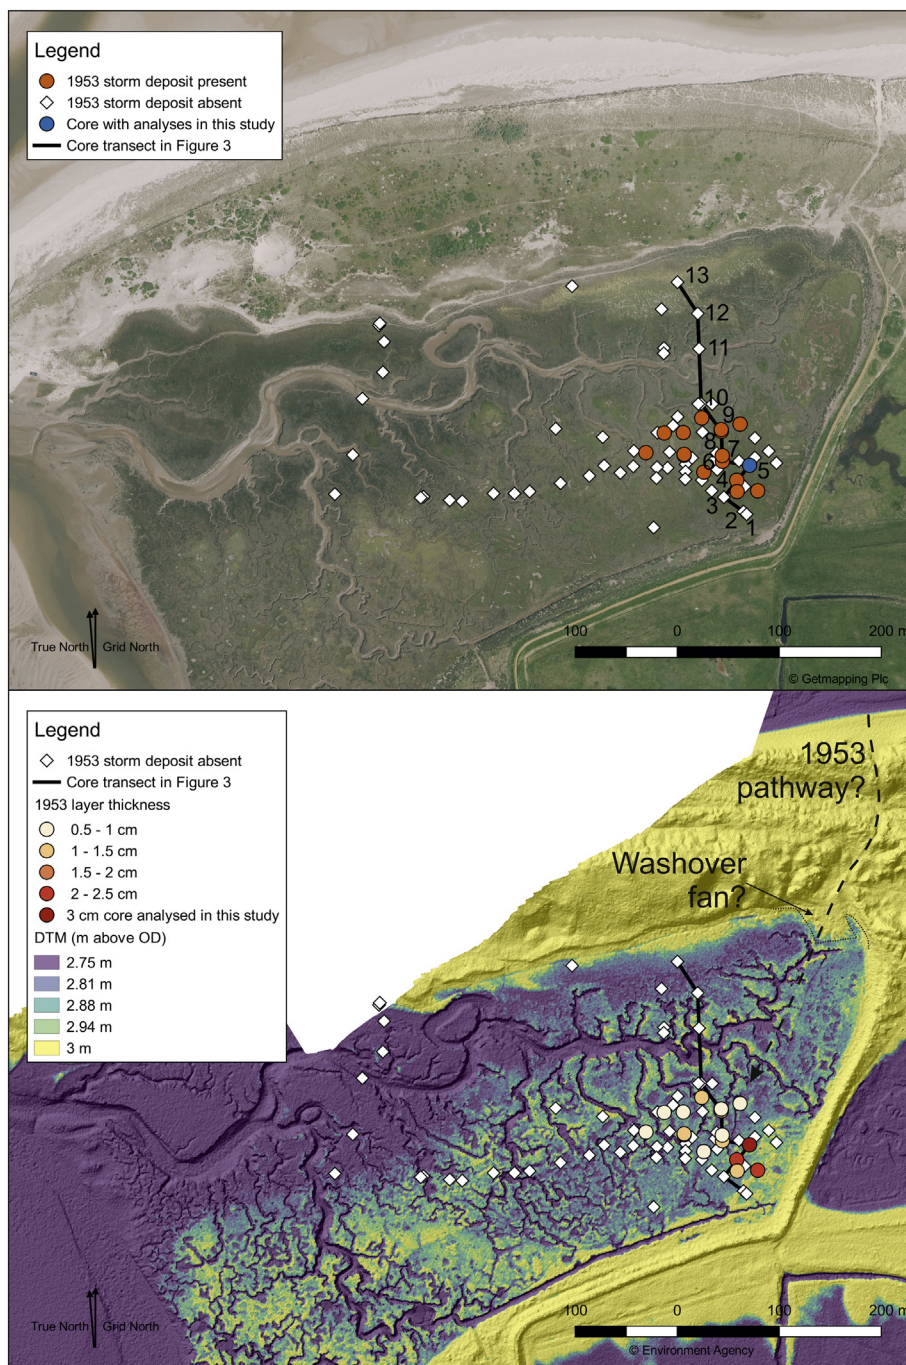 Legend
1953 storm deposit present
1953 storm deposit absent
Core with analyses in this study
Core transect in Figure 3
13
12
11
10
9
8
7
6
5
4
3
2
1
True North
Grid North
100
0
100
200 m
© Getmapping Plc
Legend
1953 storm deposit absent
Core transect in Figure 3
1953 layer thickness
0.5 - 1 cm
1 - 1.5 cm
1.5 - 2 cm
2 - 2.5 cm
3 cm core analysed in this study
DTM (m above OD)
2.75 m
2.81 m
2.88 m
2.94 m
3 m
1953
pathway?
Washover
fan?
True North
Grid North
100
0
100
200 m
© Environment Agency